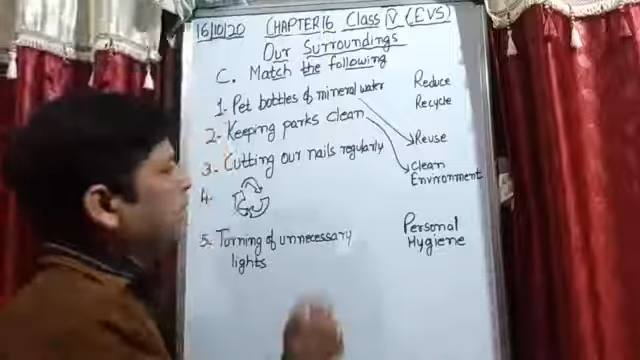 16/10/20 CHAPTER 16 Class V (EVS)
Our Surroundings
C. Match the following
1. Pet bottles of mineral water
Reduce
Recycle
2. Keeping parks clean
Reuse
3. Cutting our nails regularly
Clean
Environment
4.
5. Turning of unnecessary
lights
Personal
Hygiene